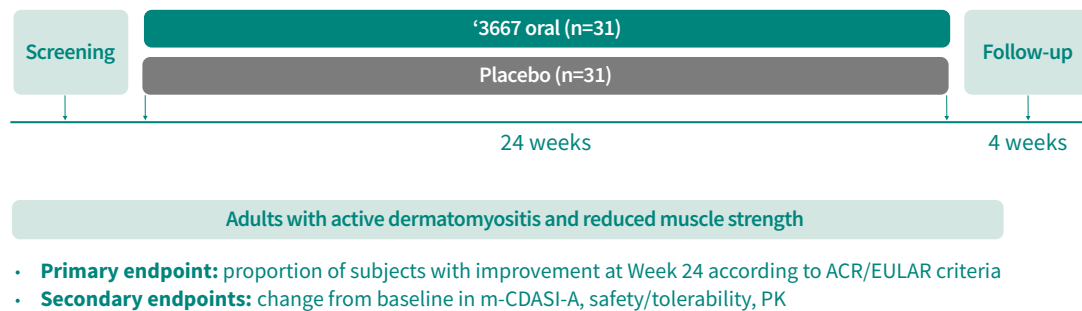 Screening
‘3667 oral (n=31)
Placebo (n=31)
Follow-up
24 weeks
4 weeks
Adults with active dermatomyositis and reduced muscle strength
• Primary endpoint: proportion of subjects with improvement at Week 24 according to ACR/EULAR criteria
• Secondary endpoints: change from baseline in m-CDASI-A, safety/tolerability, PK